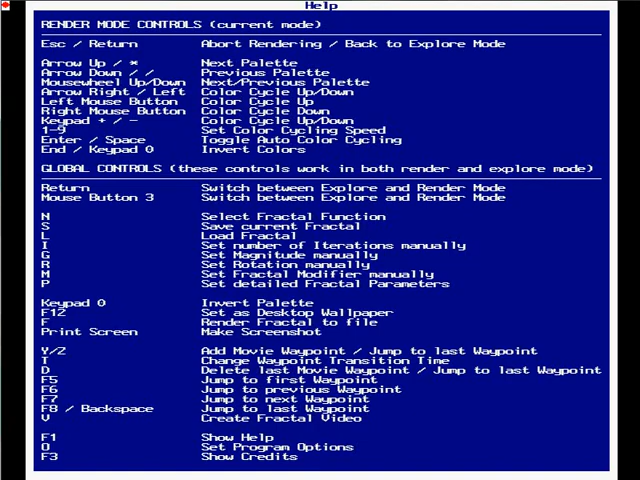 Help
RENDER MODE CONTROLS (current mode)
Esc / Return Abort Rendering / Back to Explore Mode
Arrow Up / * Next Palette
Arrow Down / / Previous Palette
Mousewheel Up/Down Next/Previous Palette
Arrow Right / Left Color Cycle Up/Down
Left Mouse Button Color Cycle Up
Right Mouse Button Color Cycle Down
Keypad + / - Color Cycle Up/Down
1-9 Set Color Cycling Speed
Enter / Space Toggle Auto Color Cycling
End / Keypad 0 Invert Colors
GLOBAL CONTROLS (these controls work in both render and explore mode)
Return Switch between Explore and Render Mode
Mouse Button 3 Switch between Explore and Render Mode
N Select Fractal Function
S Save current Fractal
L Load Fractal
I Set number of Iterations manually
G Set Magnitude manually
R Set Rotation manually
M Set Fractal Modifier manually
P Set detailed Fractal Parameters
Keypad 0 Invert Palette
F12 Set as Desktop Wallpaper
F Render Fractal to file
Print Screen Make Screenshot
Y/Z Add Movie Waypoint / Jump to last Waypoint
T Change Waypoint Transition Time
D Delete last Movie Waypoint / Jump to last Waypoint
F5 Jump to first Waypoint
F6 Jump to previous Waypoint
F7 Jump to next Waypoint
F8 / Backspace Jump to last Waypoint
V Create Fractal Video
F1 Show Help
O Set Program Options
F3 Show Credits